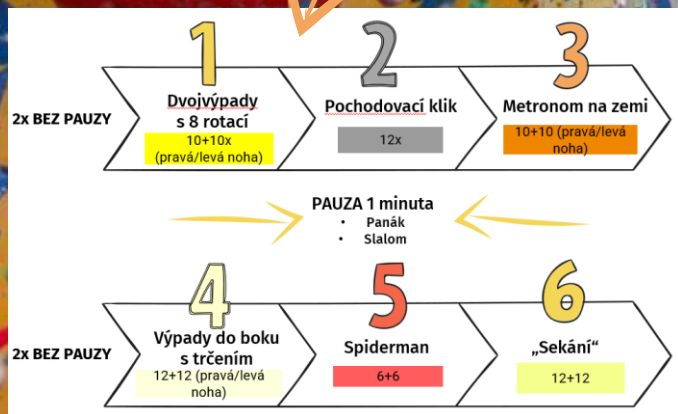 1
2
3
2x BEZ PAUZY
Dvojvýpady
s 8 rotací
10+10x
(pravá/levá noha)
Pochodovací klik
12x
Metronom na zemi
10+10 (pravá/levá
noha)
PAUZA 1 minuta
• Panák
• Slalom
4
5
6
2x BEZ PAUZY
Výpady do boku
s trčením
12+12 (pravá/levá
noha)
Spiderman
6+6
„Sekání“
12+12